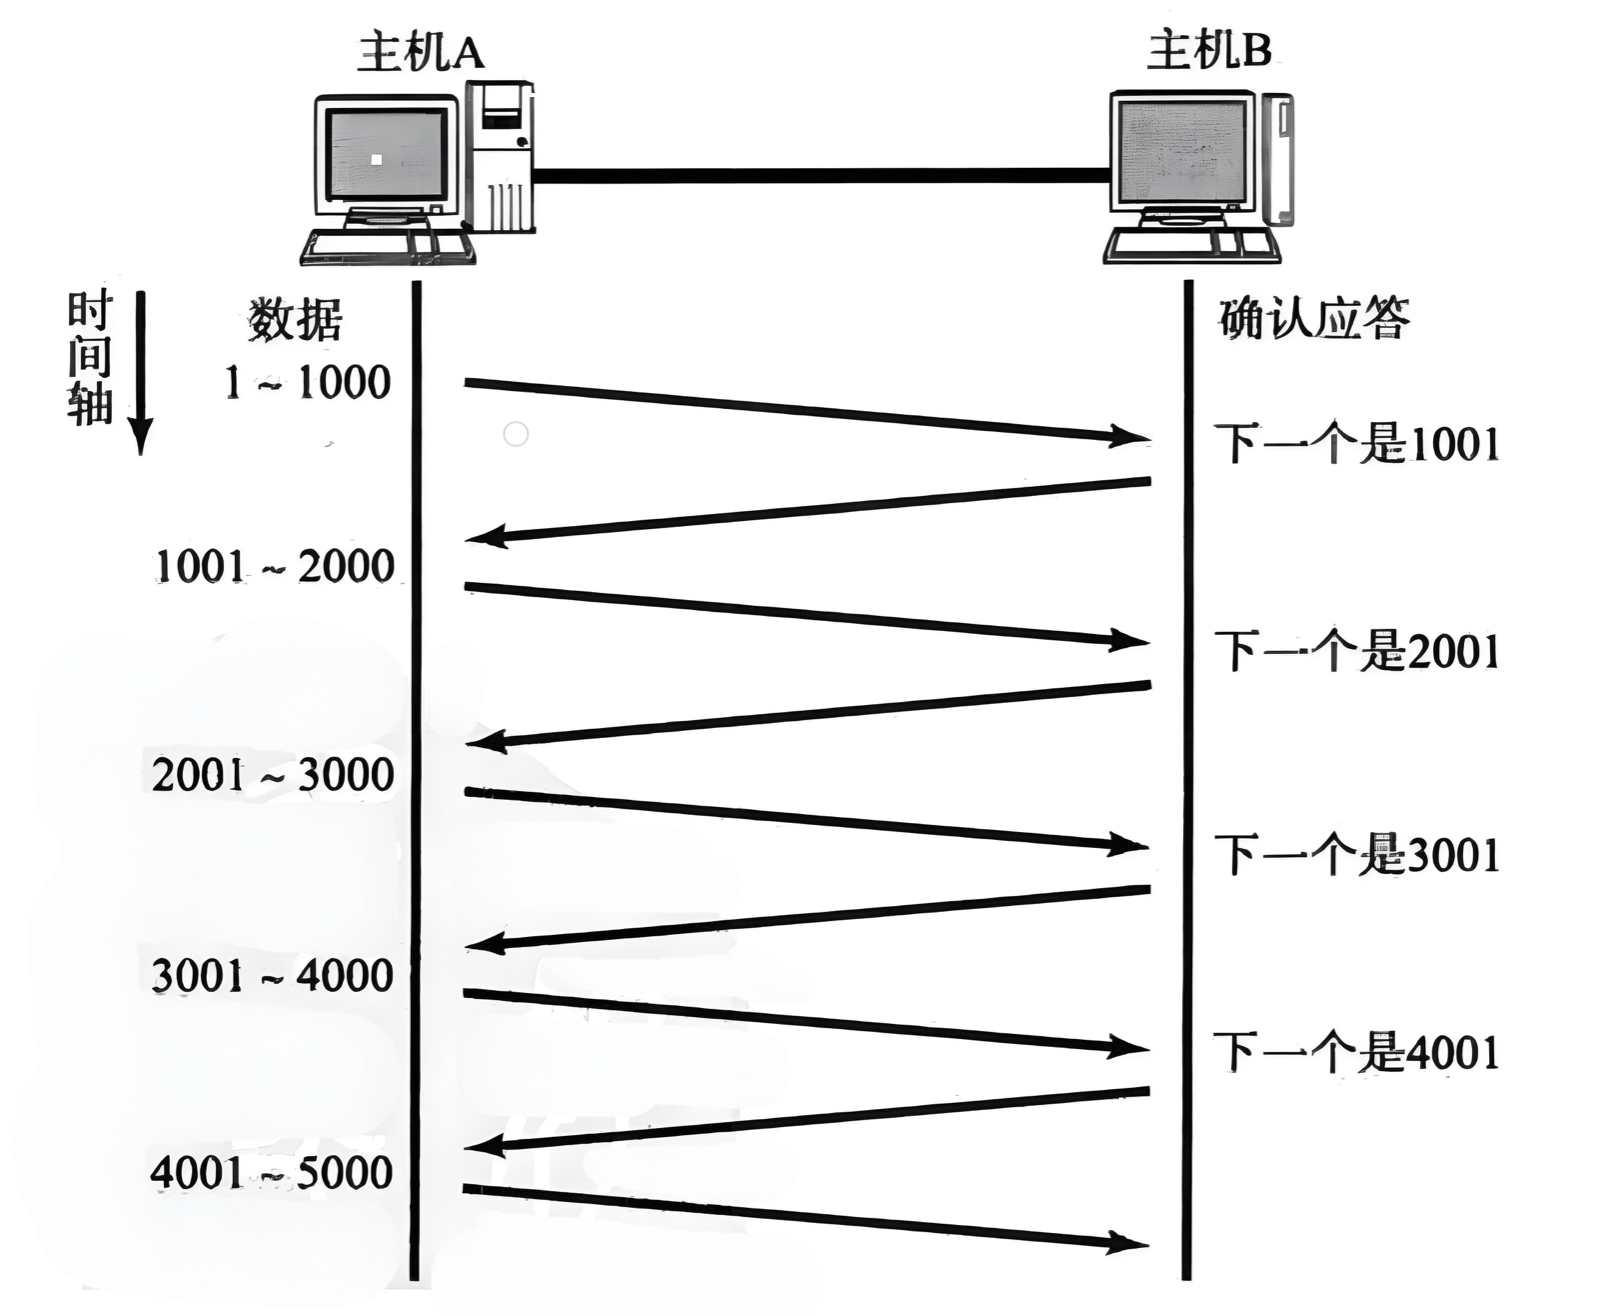 主机A
主机B
时间轴
数据
确认应答
1 ~ 1000
下一个是1001
1001 ~ 2000
下一个是2001
2001 ~ 3000
下一个是3001
3001 ~ 4000
下一个是4001
4001 ~ 5000